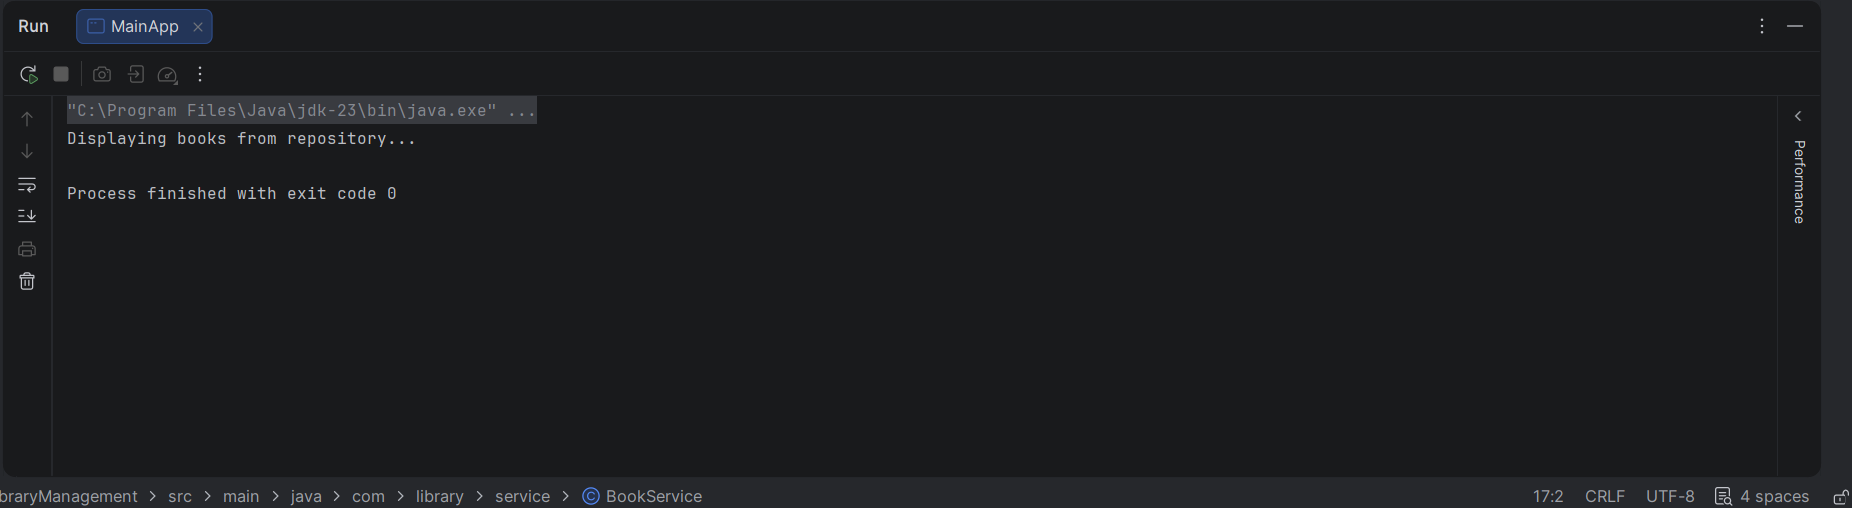 Run MainApp
"C:\Program Files\Java\jdk-23\bin\java.exe" ...
Displaying books from repository...
Process finished with exit code 0
Performance
braryManagement > src > main > java > com > library > service > BookService 17:2 CRLF UTF-8 4 spaces